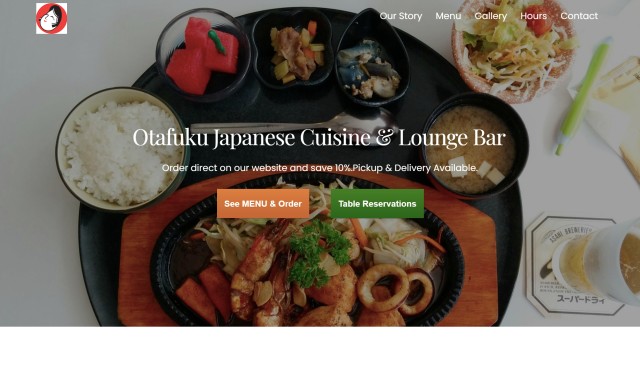 Our Story Menu Gallery Hours Contact
Otafuku Japanese Cuisine & Lounge Bar
Order direct on our website and save 10%.Pickup & Delivery Available.
See MENU & Order
Table Reservations
スーパードライ